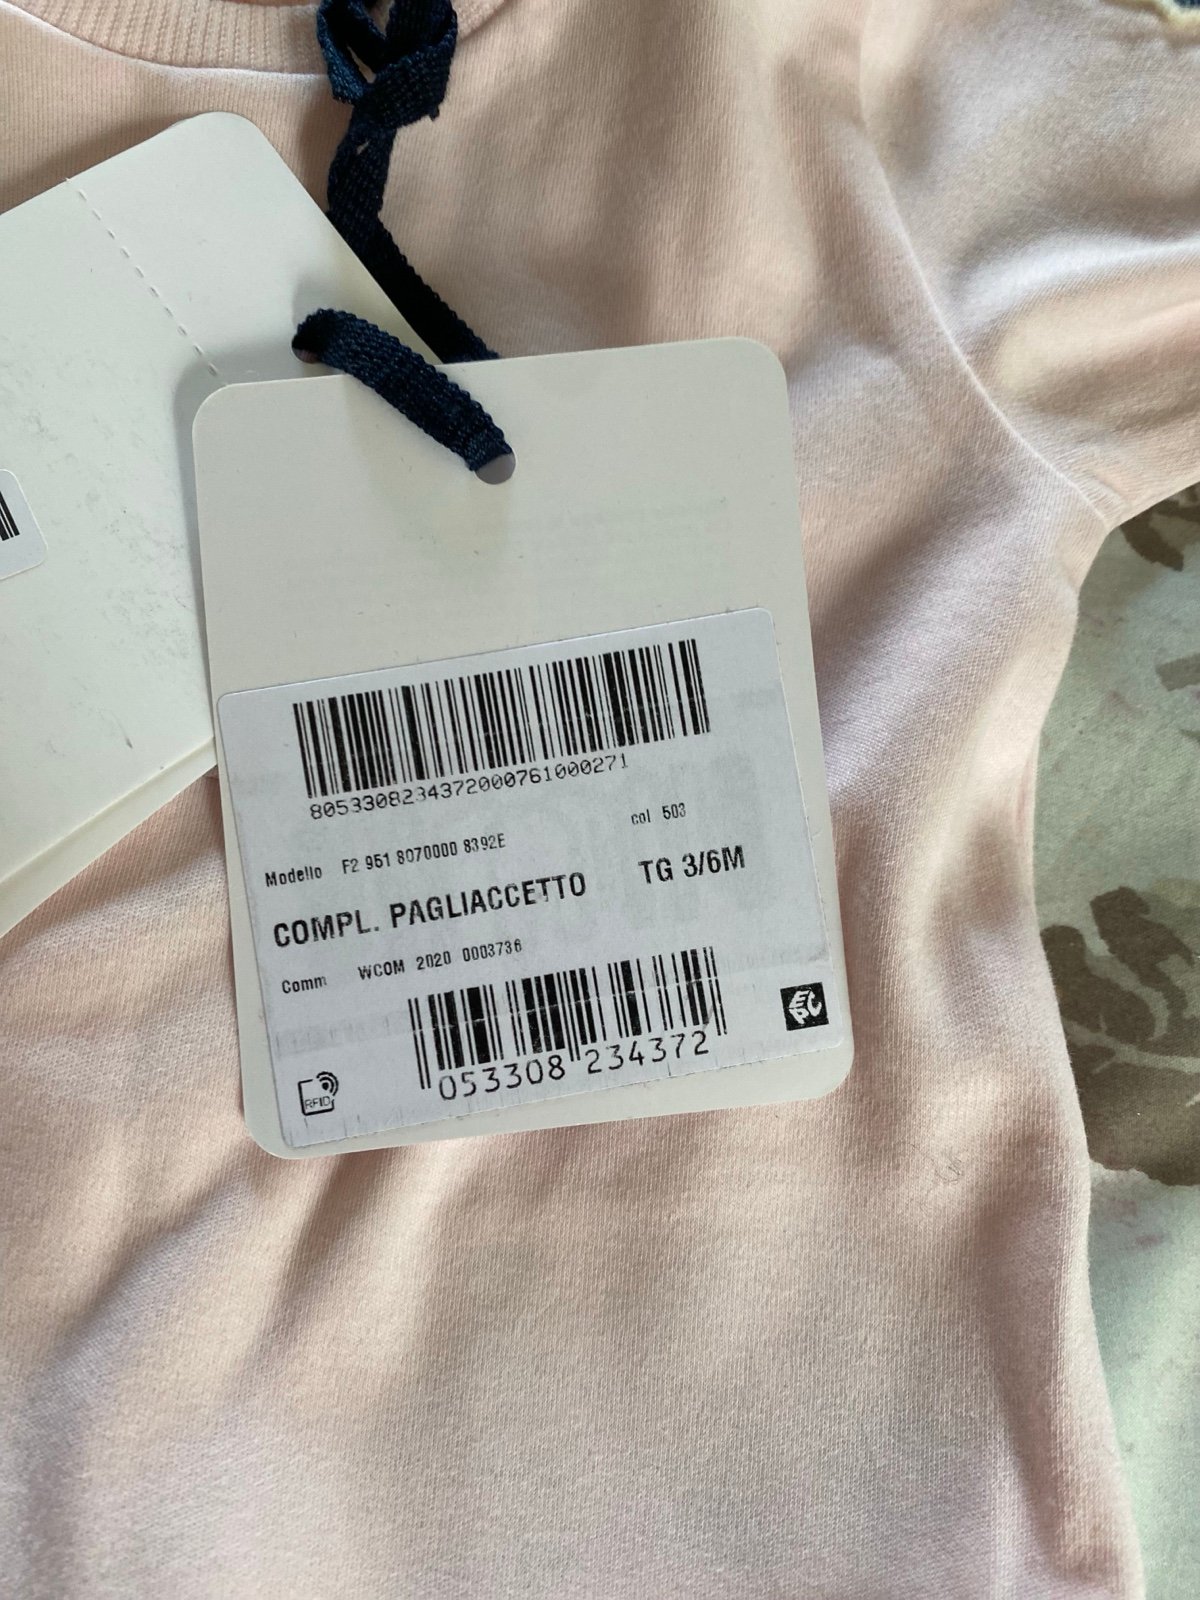 8053308234372000761000271
Modello F2 951 8070000 8392E col 503
COMPL. PAGLIACCETTO TG 3/6M
Comm WCOM 2020 0003736
053308 234372
RFID
EPC